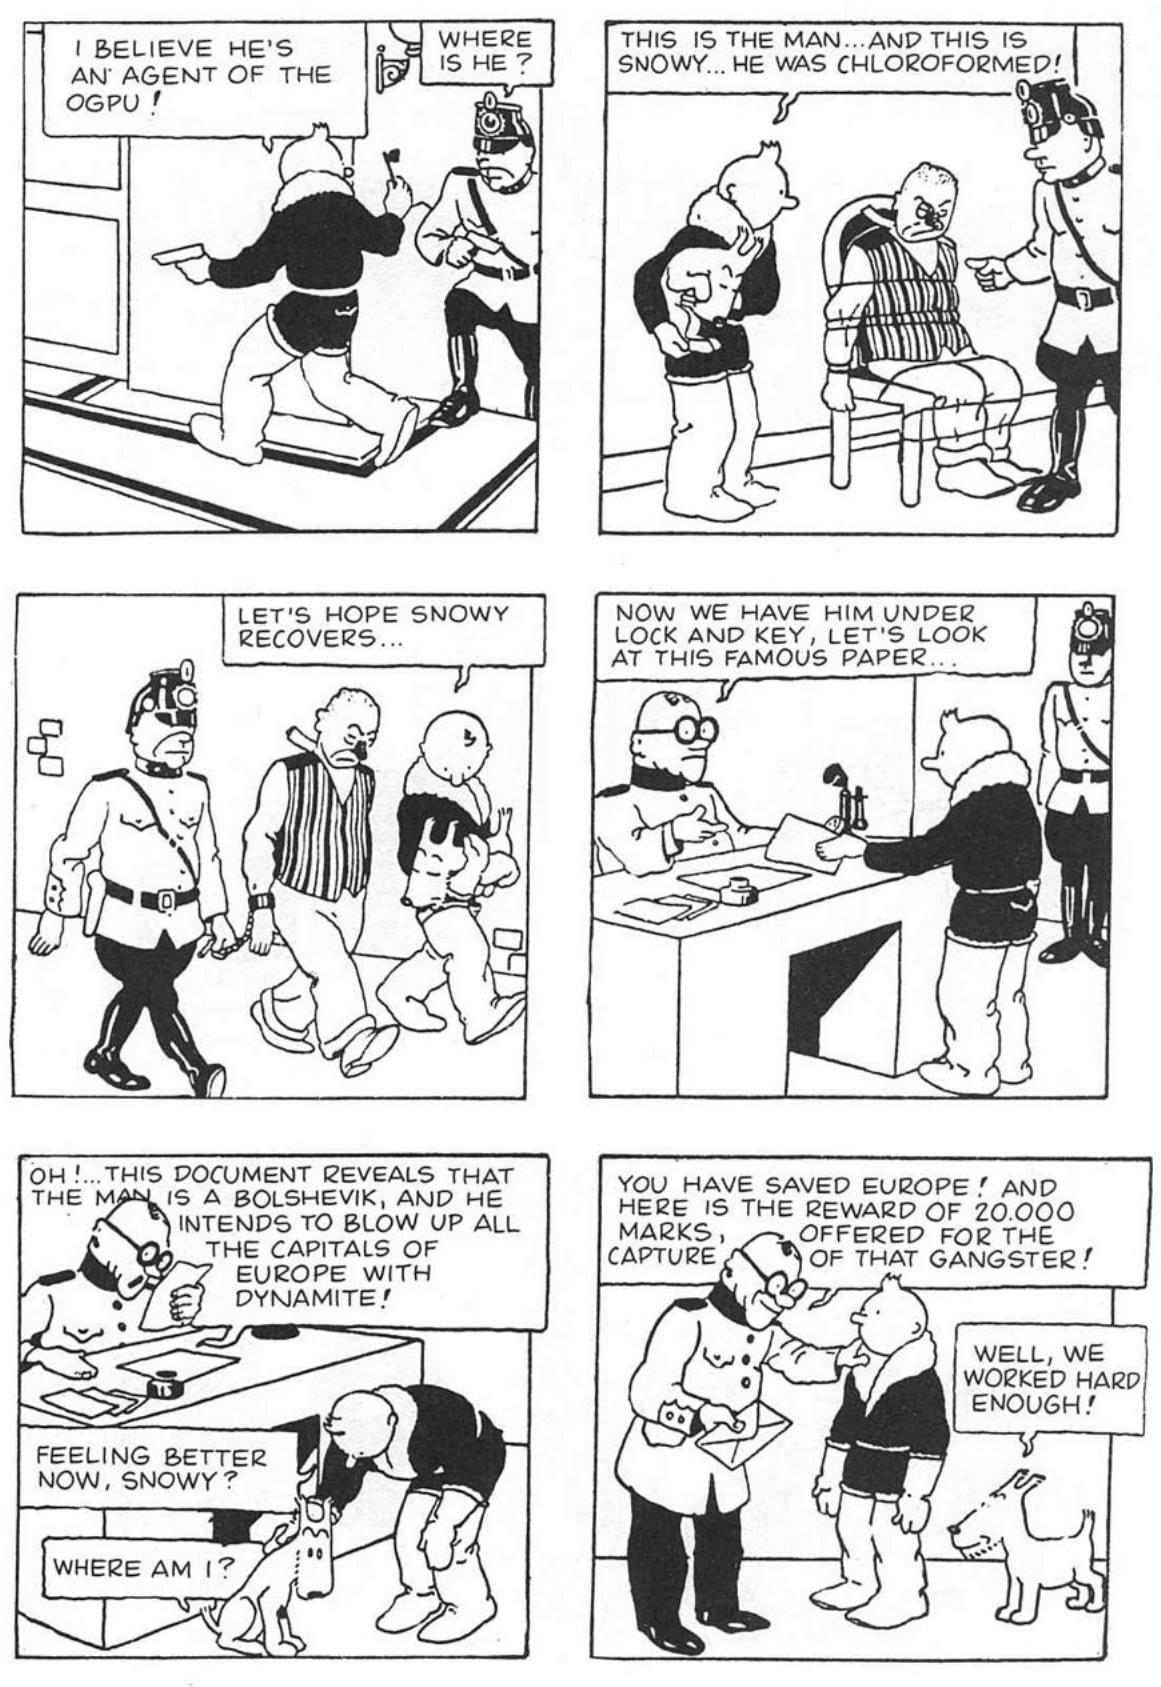 I BELIEVE HE'S
AN AGENT OF THE
OGPU!
WHERE
IS HE?
THIS IS THE MAN...AND THIS IS
SNOWY... HE WAS CHLOROFORMED!
LET'S HOPE SNOWY
RECOVERS...
NOW WE HAVE HIM UNDER
LOCK AND KEY, LET'S LOOK
AT THIS FAMOUS PAPER...
OH!...THIS DOCUMENT REVEALS THAT
THE MAN IS A BOLSHEVIK, AND HE
INTENDS TO BLOW UP ALL
THE CAPITALS OF
EUROPE WITH
DYNAMITE!
FEELING BETTER
NOW, SNOWY?
WHERE AM I?
YOU HAVE SAVED EUROPE! AND
HERE IS THE REWARD OF 20.000
MARKS, OFFERED FOR THE
CAPTURE OF THAT GANGSTER!
WELL, WE
WORKED HARD
ENOUGH!